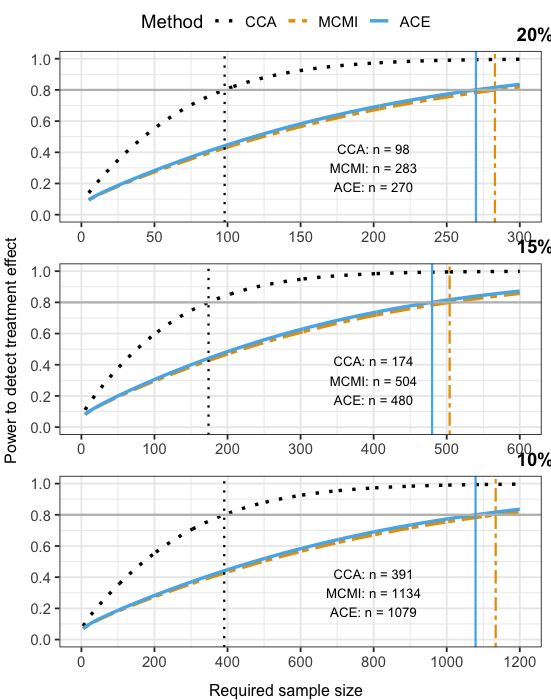 Method CCA MCMI ACE
20%
1.0
0.8
0.6
0.4
0.2
0.0
CCA: n = 98
MCMI: n = 283
ACE: n = 270
0 50 100 150 200 250 300
15%
1.0
0.8
0.6
0.4
0.2
0.0
CCA: n = 174
MCMI: n = 504
ACE: n = 480
0 100 200 300 400 500 600
10%
1.0
0.8
0.6
0.4
0.2
0.0
CCA: n = 391
MCMI: n = 1134
ACE: n = 1079
0 200 400 600 800 1000 1200
Power to detect treatment effect
Required sample size